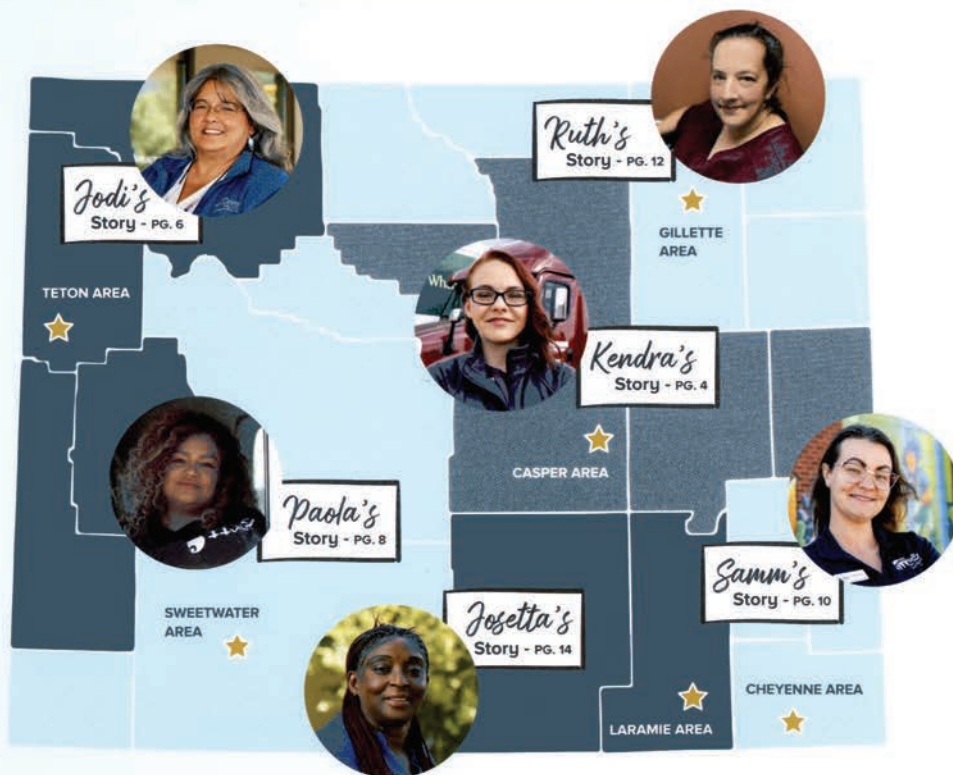 Ruth's
Story - PG. 12
Jodi's
Story - PG. 6
GILLETTE
AREA
TETON AREA
Wh
Kendra's
Story - PG. 4
CASPER AREA
Paola's
Story - PG. 8
Samm's
Story - PG. 10
Josetta's
Story - PG. 14
SWEETWATER
AREA
CHEYENNE AREA
LARAMIE AREA